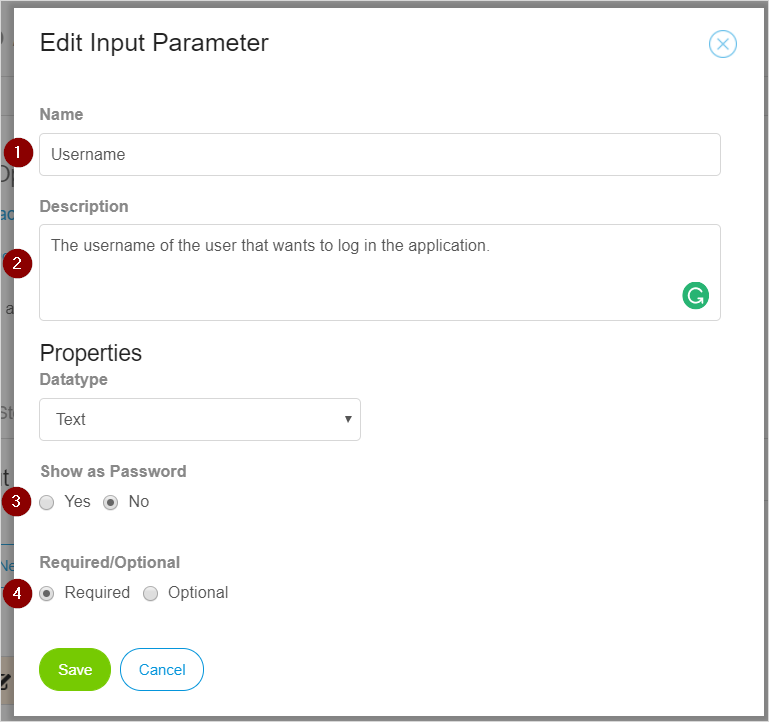 Edit Input Parameter
Name
1
Username
Description
2
The username of the user that wants to log in the application.
Properties
Datatype
Text
Show as Password
3
Yes No
Required/Optional
4
Required Optional
Save Cancel